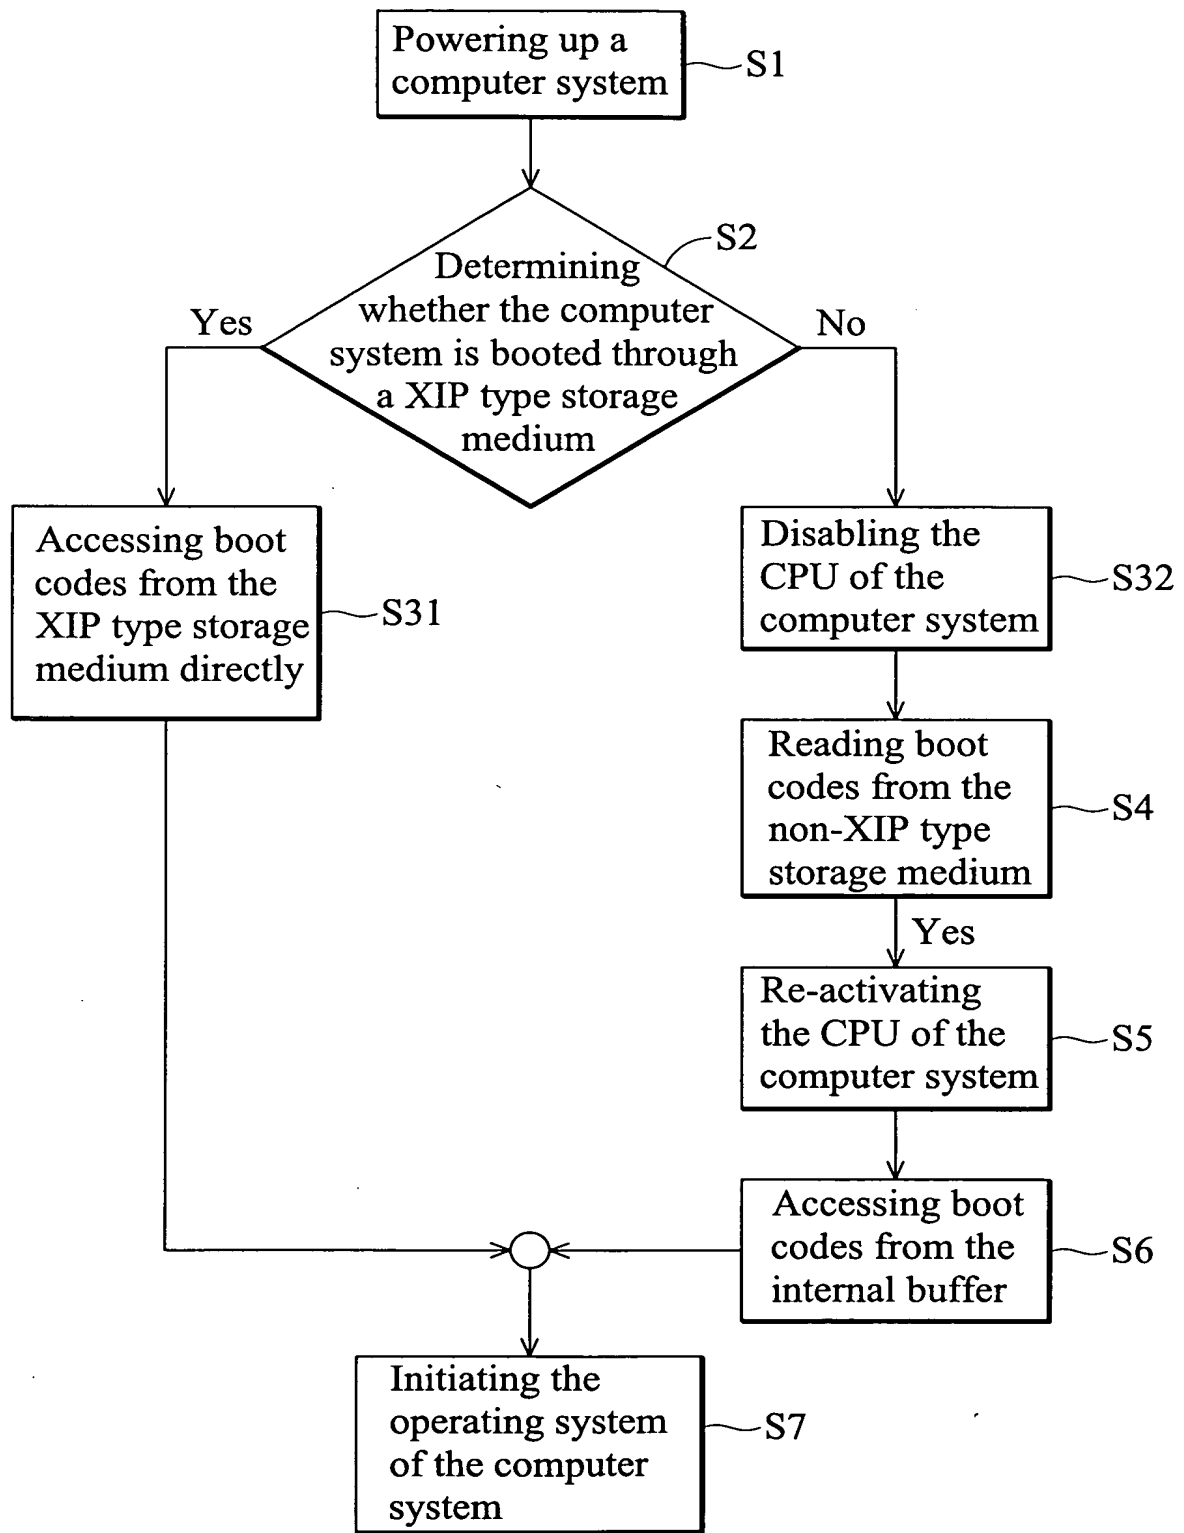 Powering up a
computer system
S1
S2
Determining
whether the computer
system is booted through
a XIP type storage
medium
Yes
No
Accessing boot
codes from the
XIP type storage
medium directly
S31
Disabling the
CPU of the
computer system
S32
Reading boot
codes from the
non-XIP type
storage medium
S4
Yes
Re-activating
the CPU of the
computer system
S5
Accessing boot
codes from the
internal buffer
S6
Initiating the
operating system
of the computer
system
S7